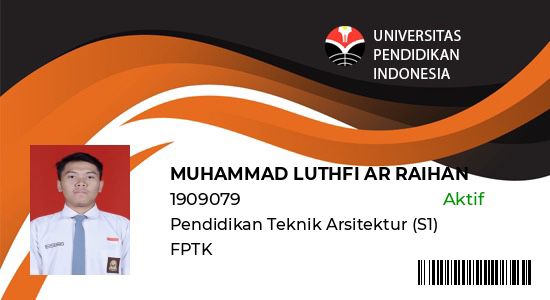 UNIVERSITAS
PENDIDIKAN
INDONESIA
MUHAMMAD LUTHFI AR RAIHAN
1909079
Aktif
Pendidikan Teknik Arsitektur (S1)
FPTK